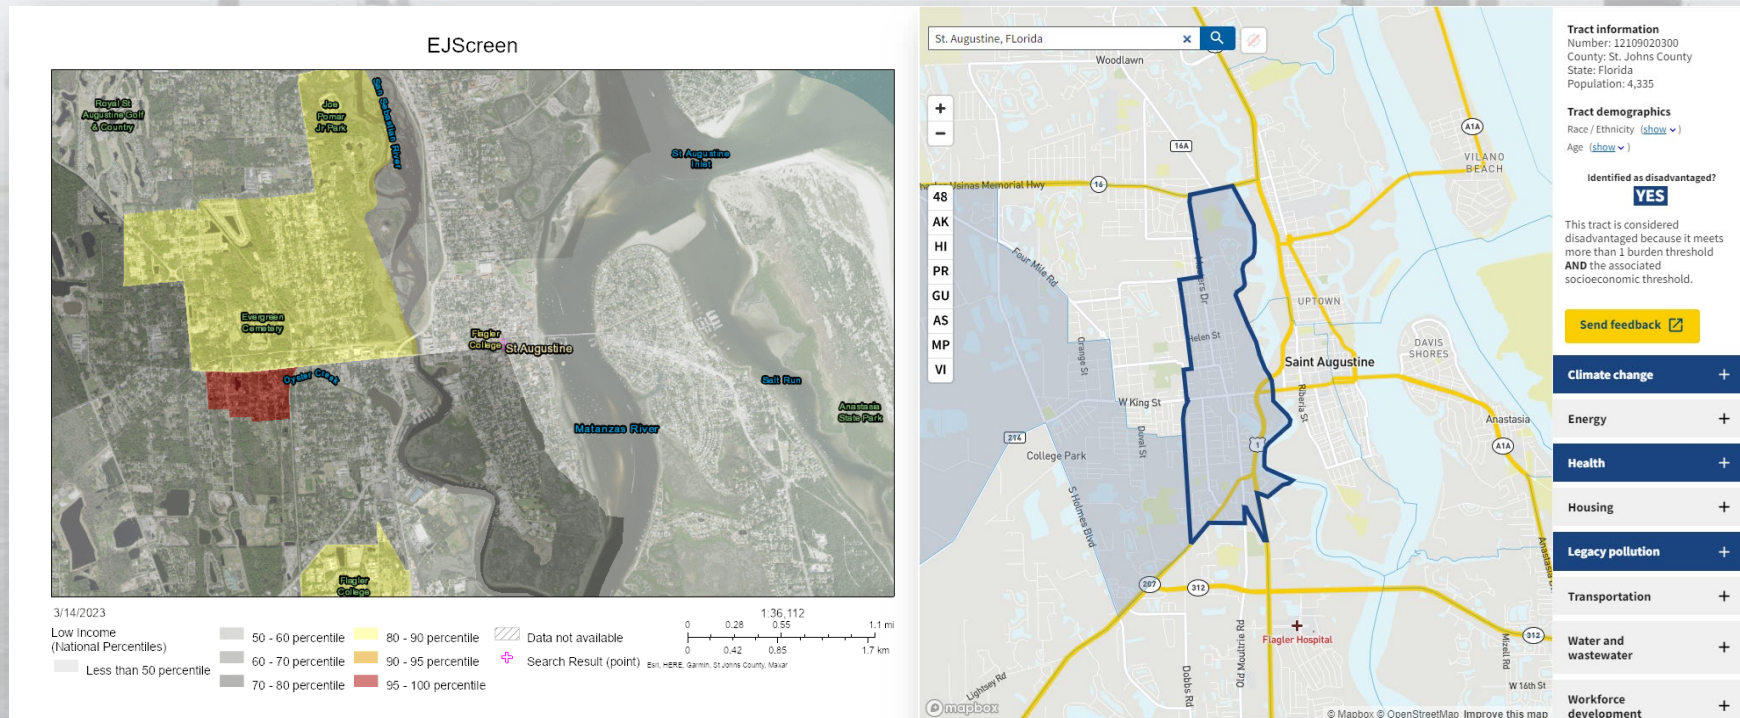 EJScreen
Royal St
Augustine Golf
& Country
Joe
Pomar
Jr Park
San Sebastian River
St Augustine
Inlet
Evergreen
Cemetery
Flagler
College
St Augustine
Oyster Creek
Salt Run
Anastasia
State Park
Matanzas River
Flagler
College
3/14/2023
Low Income
(National Percentiles)
Less than 50 percentile
50 - 60 percentile
60 - 70 percentile
70 - 80 percentile
80 - 90 percentile
90 - 95 percentile
95 - 100 percentile
Data not available
Search Result (point)
1:36,112
0 0.28 0.55 1.1 mi
0 0.42 0.85 1.7 km
Esri, HERE, Garmin, St Johns County, Maxar
St. Augustine, FLorida
Woodlawn
+
−
16A
A1A
VILANO
BEACH
Usinas Memorial Hwy
16
48
AK
HI
PR
GU
AS
MP
VI
Four Mile Rd
Masters Dr
UPTOWN
Helen St
Orange St
DAVIS
SHORES
Saint Augustine
Riberia St
W King St
Duval St
214
College Park
1
Anastasia
A1A
S Holmes Blvd
207
312
Flagler Hospital
312
Old Moultrie Rd
Dobbs Rd
Lightsey Rd
Mizell Rd
W 16th St
mapbox
© Mapbox © OpenStreetMap Improve this map
Tract information
Number: 12109020300
County: St. Johns County
State: Florida
Population: 4,335
Tract demographics
Race / Ethnicity (show)
Age (show)
Identified as disadvantaged?
YES
This tract is considered
disadvantaged because it meets
more than 1 burden threshold
AND the associated
socioeconomic threshold.
Send feedback
Climate change +
Energy +
Health +
Housing +
Legacy pollution +
Transportation +
Water and
wastewater +
Workforce
development +